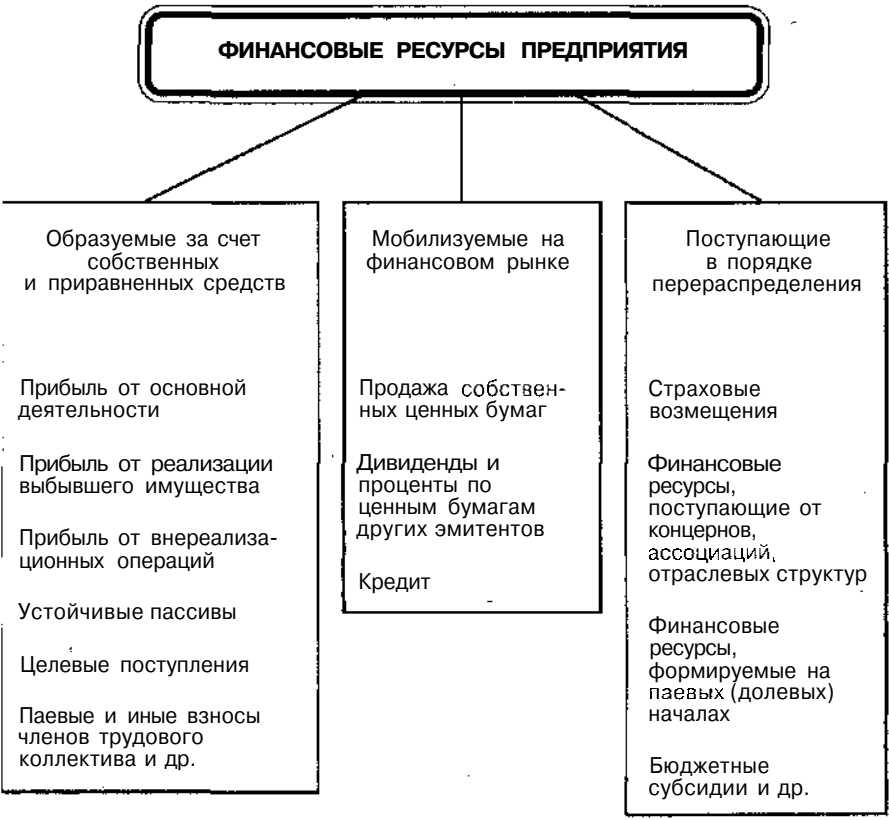 ФИНАНСОВЫЕ РЕСУРСЫ ПРЕДПРИЯТИЯ
Образуемые за счет
собственных
и приравненных средств
Прибыль от основной
деятельности
Прибыль от реализации
выбывшего имущества
Прибыль от внереализа-
ционных операций
Устойчивые пассивы
Целевые поступления
Паевые и иные взносы
членов трудового
коллектива и др.
Мобилизуемые на
финансовом рынке
Продажа собствен-
ных ценных бумаг
Дивиденды и
проценты по
ценным бумагам
других эмитентов
Кредит
Поступающие
в порядке
перераспределения
Страховые
возмещения
Финансовые
ресурсы,
поступающие от
концернов,
ассоциаций,
отраслевых структур
Финансовые
ресурсы,
формируемые на
паевых (долевых)
началах
Бюджетные
субсидии и др.